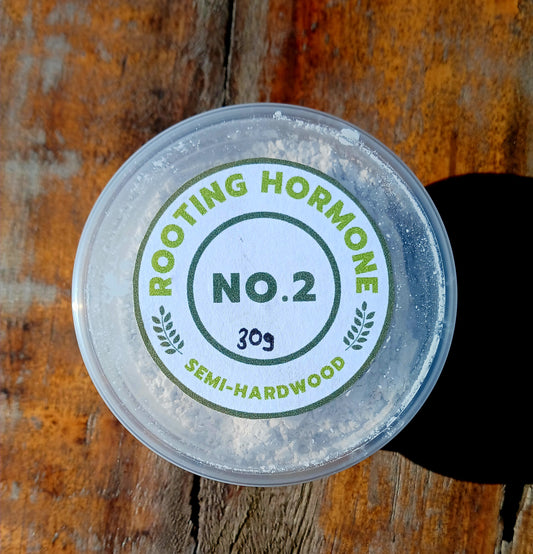 ROOTING HORMONE
NO.2
30g
SEMI-HARDWOOD